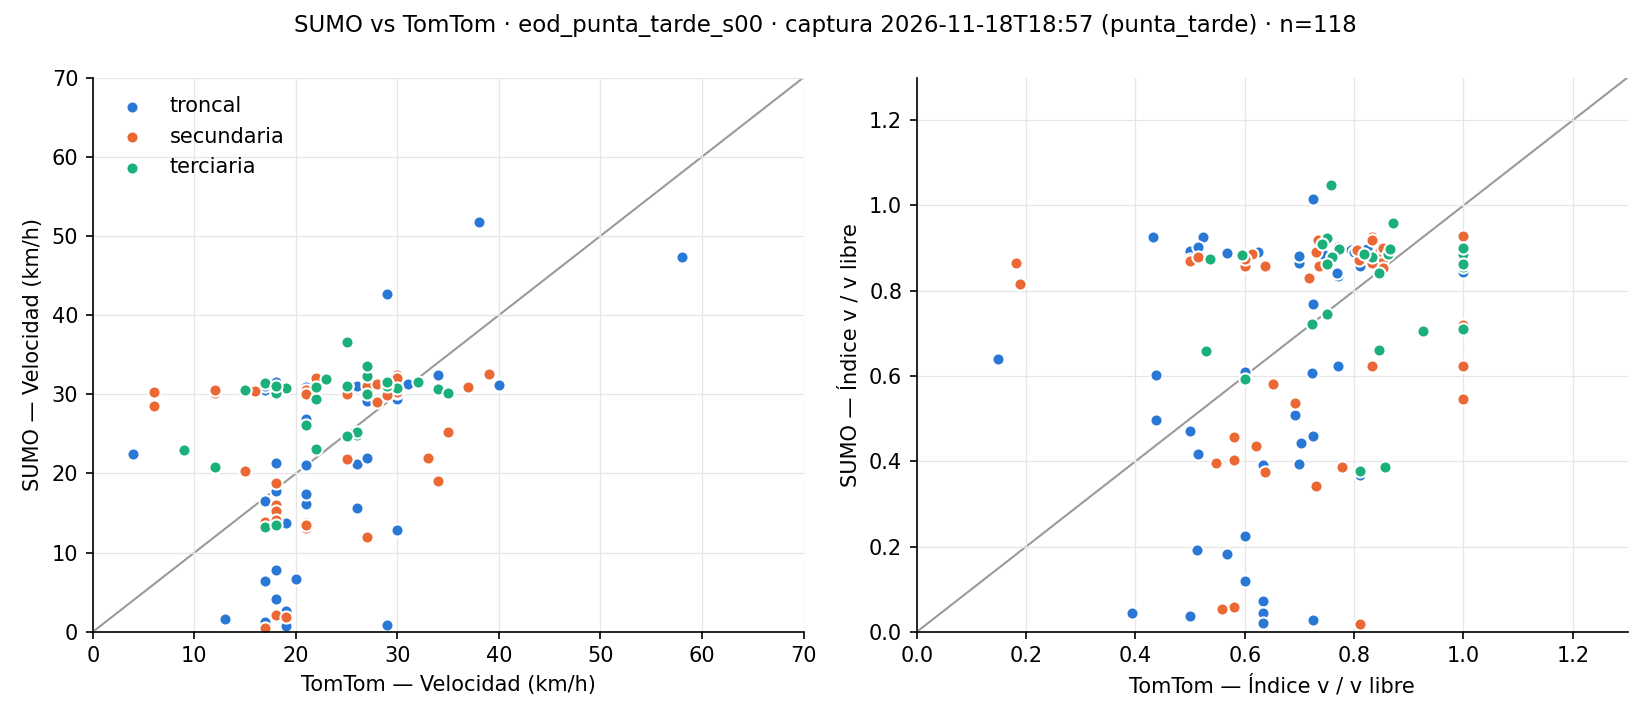 SUMO vs TomTom · eod_punta_tarde_s00 · captura 2026-11-18T18:57 (punta_tarde) · n=118
70
60
50
40
30
20
10
0
SUMO — Velocidad (km/h)
troncal
secundaria
terciaria
0 10 20 30 40 50 60 70
TomTom — Velocidad (km/h)
1.2
1.0
0.8
0.6
0.4
0.2
0.0
SUMO — Índice v / v libre
0.0 0.2 0.4 0.6 0.8 1.0 1.2
TomTom — Índice v / v libre